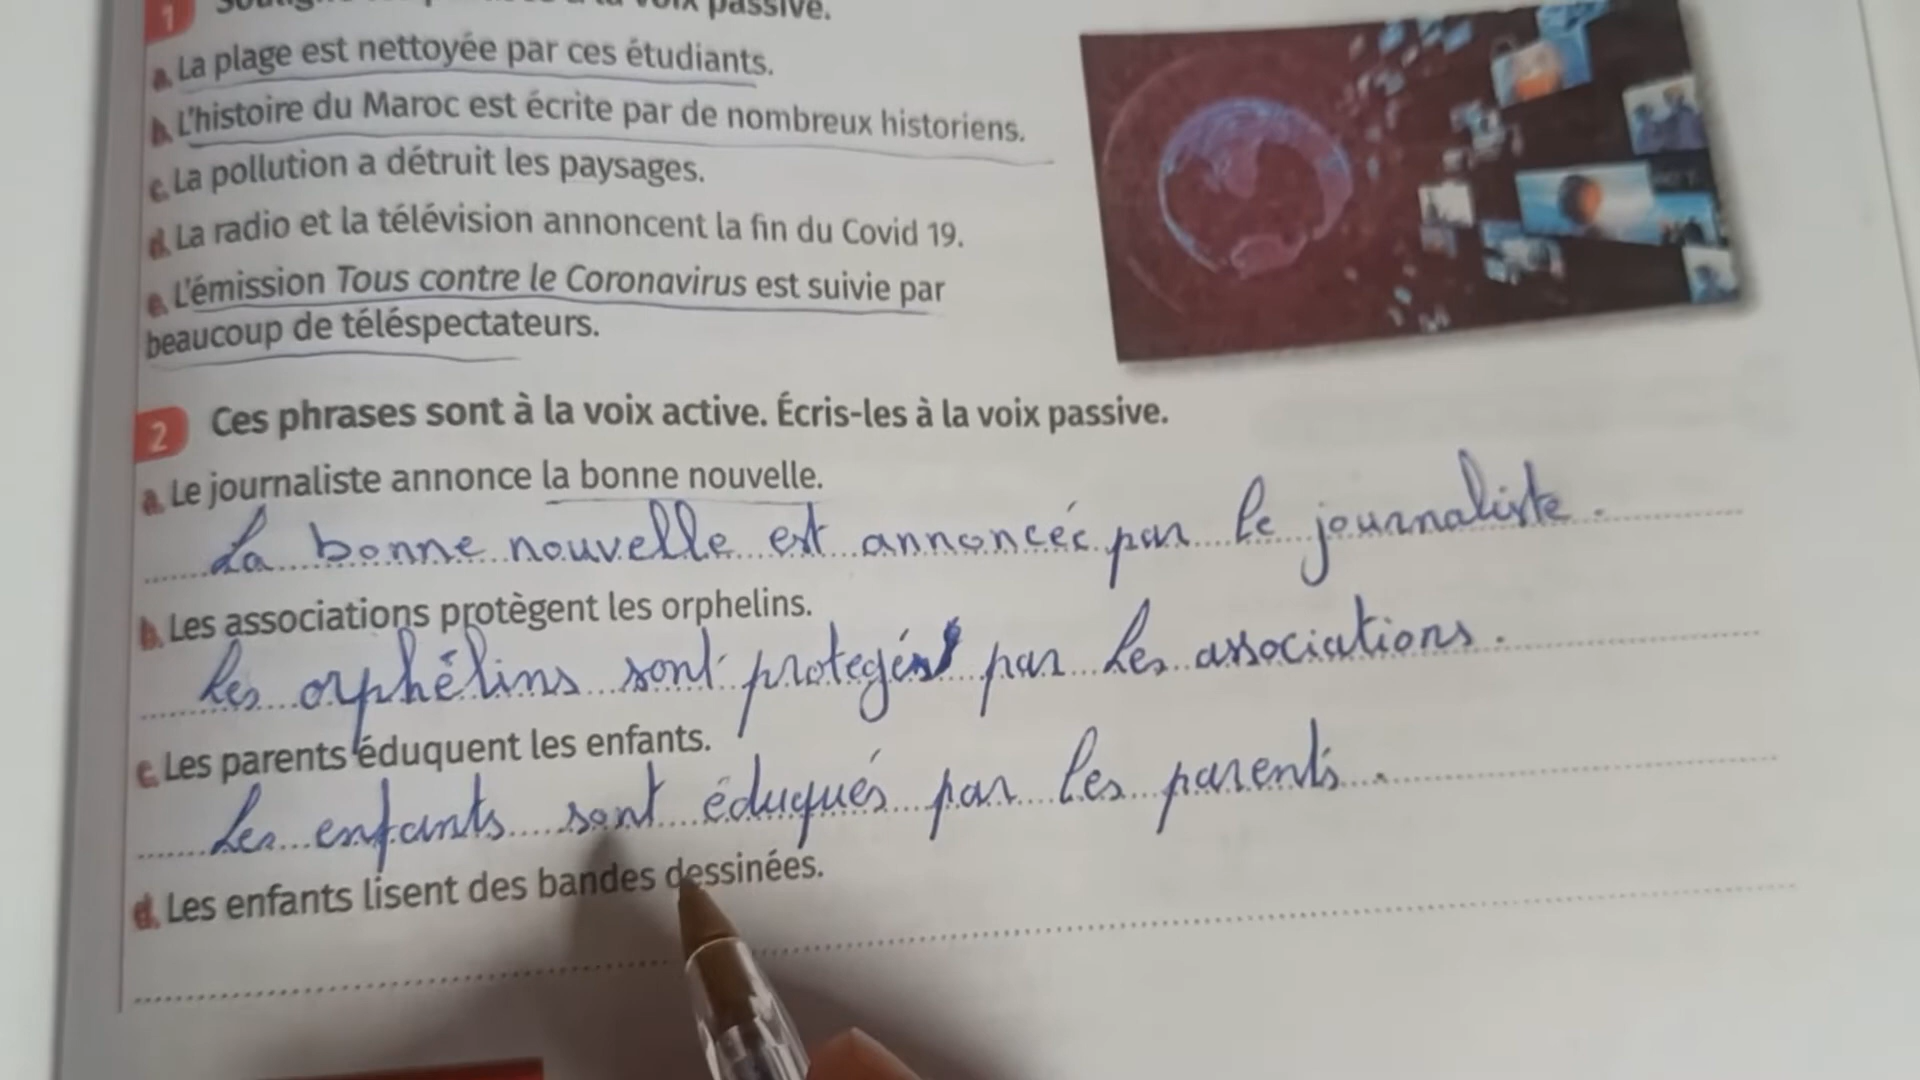 1 passive.
a. La plage est nettoyée par ces étudiants.
b. L'histoire du Maroc est écrite par de nombreux historiens.
c. La pollution a détruit les paysages.
d. La radio et la télévision annoncent la fin du Covid 19.
e. L'émission Tous contre le Coronavirus est suivie par
beaucoup de téléspectateurs.
2 Ces phrases sont à la voix active. Écris-les à la voix passive.
a. Le journaliste annonce la bonne nouvelle.
La bonne nouvelle est annoncée par le journaliste.
b. Les associations protègent les orphelins.
Les orphêlins sont protegés par les associations.
c. Les parents éduquent les enfants.
Les enfants sont éduqués par les parents.
d. Les enfants lisent des bandes dessinées.